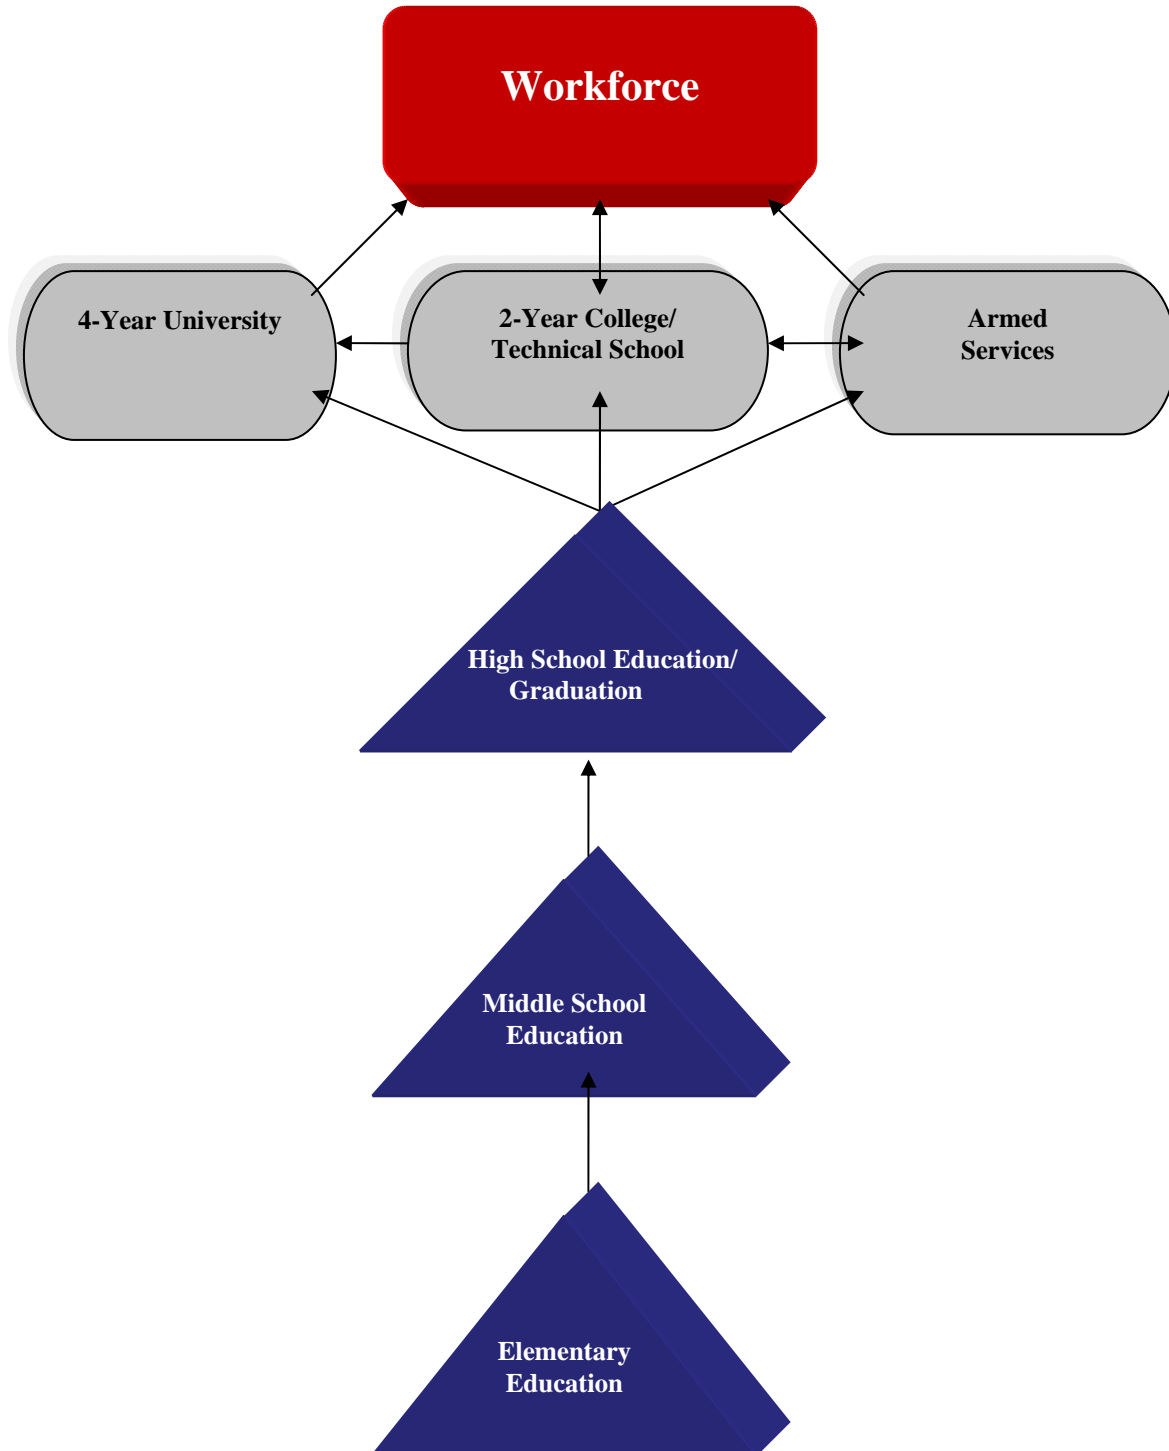 Workforce
4-Year University
2-Year College/
Technical School
Armed
Services
High School Education/
Graduation
Middle School
Education
Elementary
Education